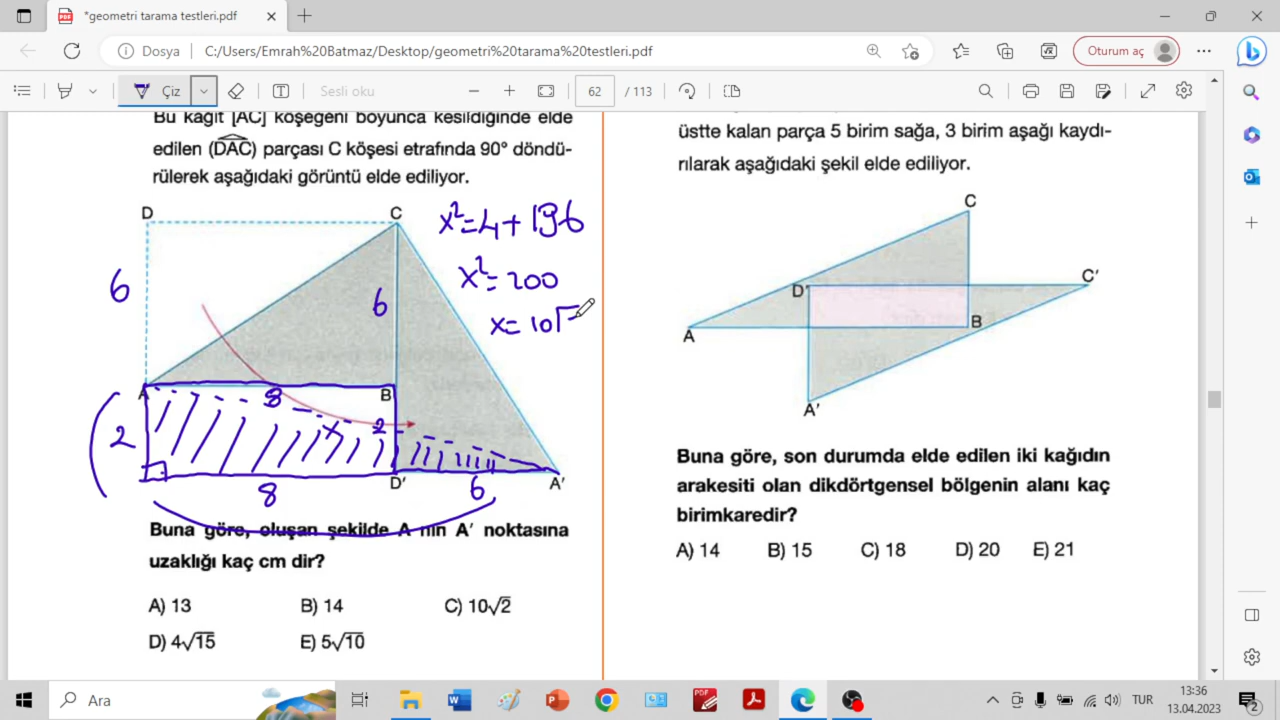 *geometri tarama testleri.pdf
Dosya
C:/Users/Emrah%20Batmaz/Desktop/geometri%20tarama%20testleri.pdf
Oturum aç
Çiz
Sesli oku
62
/ 113
Bu kağıt [AC] köşegeni boyunca kesildiğinde elde
edilen (DAC) parçası C köşesi etrafında 90° döndü-
rülerek aşağıdaki görüntü elde ediliyor.
D
C
6
6
x²=4+196
x²=200
x=10√
A
8
B
2
x
2
8
D'
6
A'
Buna göre, oluşan şekilde A nın A' noktasına
uzaklığı kaç cm dir?
A) 13
B) 14
C) 10√2
D) 4√15
E) 5√10
üstte kalan parça 5 birim sağa, 3 birim aşağı kaydı-
rılarak aşağıdaki şekil elde ediliyor.
C
D'
C'
A
B
A'
Buna göre, son durumda elde edilen iki kağıdın
arakesiti olan dikdörtgensel bölgenin alanı kaç
birimkaredir?
A) 14
B) 15
C) 18
D) 20
E) 21
Ara
TUR
13:36
13.04.2023
2